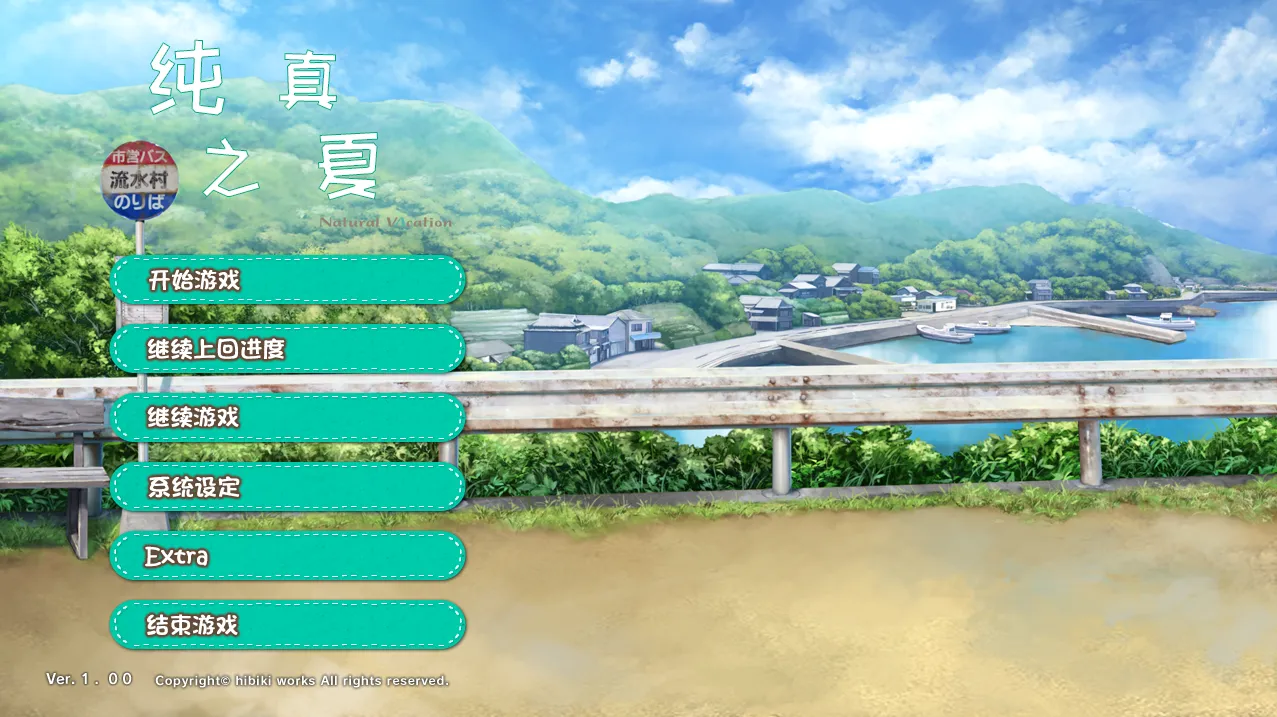 纯真
之夏
Natural Vacation
市営バス
流水村
のりば
开始游戏
继续上回进度
继续游戏
系统设定
Extra
结束游戏
Ver. 1 . 0 0
Copyright© hibiki works All rights reserved.